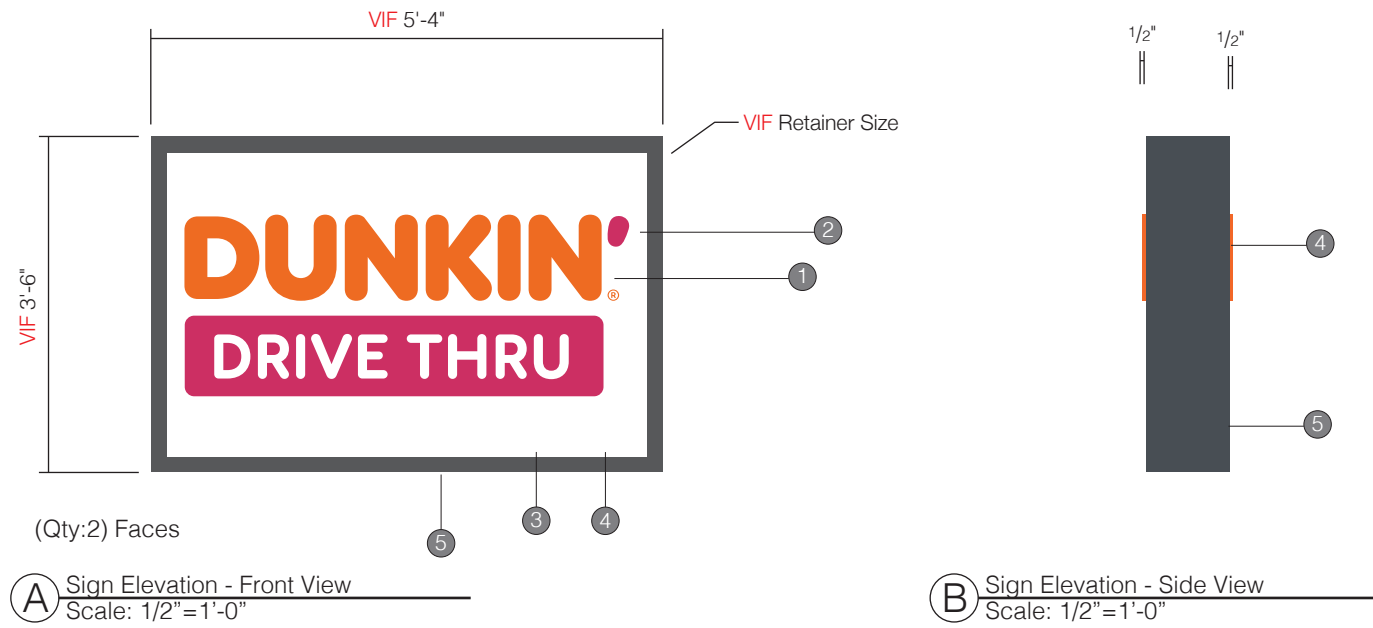 VIF 5'-4"
1/2"
1/2"
VIF Retainer Size
VIF 3'-6"
DUNKIN'
®
DRIVE THRU
2
1
4
5
3
4
5
(Qty:2) Faces
A
Sign Elevation - Front View
Scale: 1/2”=1’-0”
B
Sign Elevation - Side View
Scale: 1/2”=1’-0”